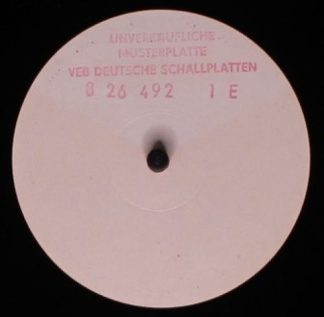 UNVERKÄUFLICHE
MUSTERPLATTE
VEB DEUTSCHE SCHALLPLATTEN
8 26 492 1 E